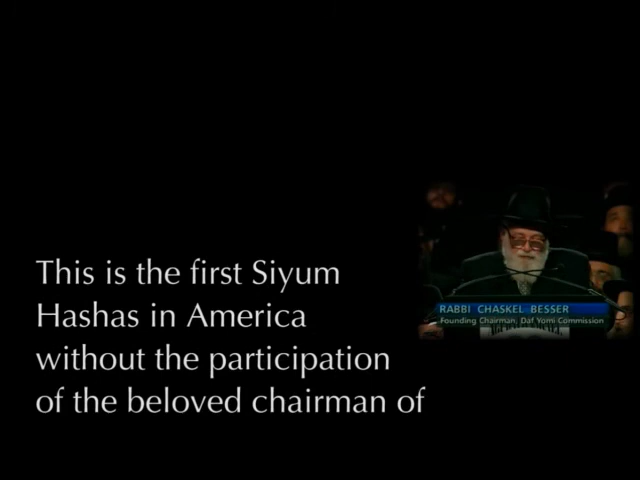 This is the first Siyum
Hashas in America
without the participation
of the beloved chairman of
RABBI CHASKEL BESSER
Founding Chairman, Daf Yomi Commission